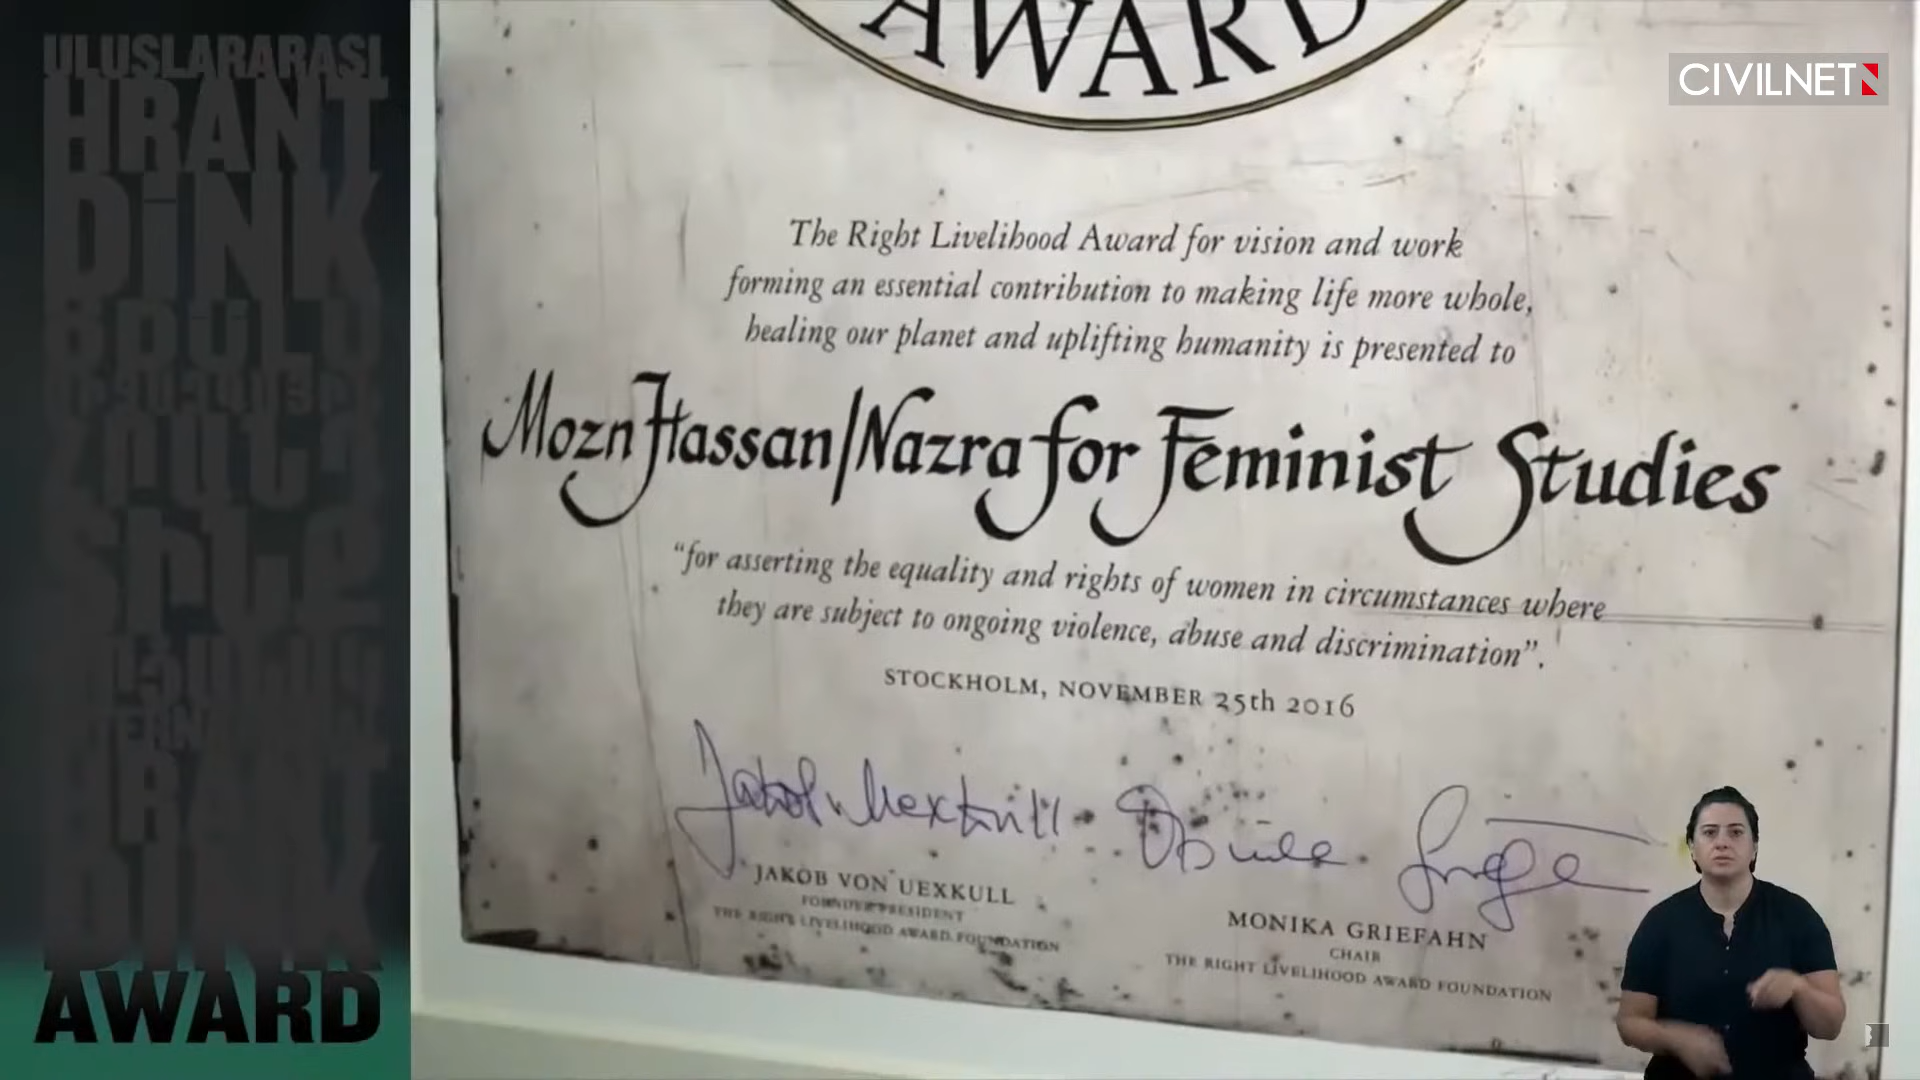 ULUSLARARASI
HRANT
DiNK
AWARD
AWARD
CIVILNET
The Right Livelihood Award for vision and work
forming an essential contribution to making life more whole,
healing our planet and uplifting humanity is presented to
Mozn Hassan/Nazra for Feminist Studies
“for asserting the equality and rights of women in circumstances where
they are subject to ongoing violence, abuse and discrimination”.
STOCKHOLM, NOVEMBER 25th 2016
JAKOB VON UEXKULL
FOUNDER PRESIDENT
THE RIGHT LIVELIHOOD AWARD FOUNDATION
MONIKA GRIEFAHN
CHAIR
THE RIGHT LIVELIHOOD AWARD FOUNDATION